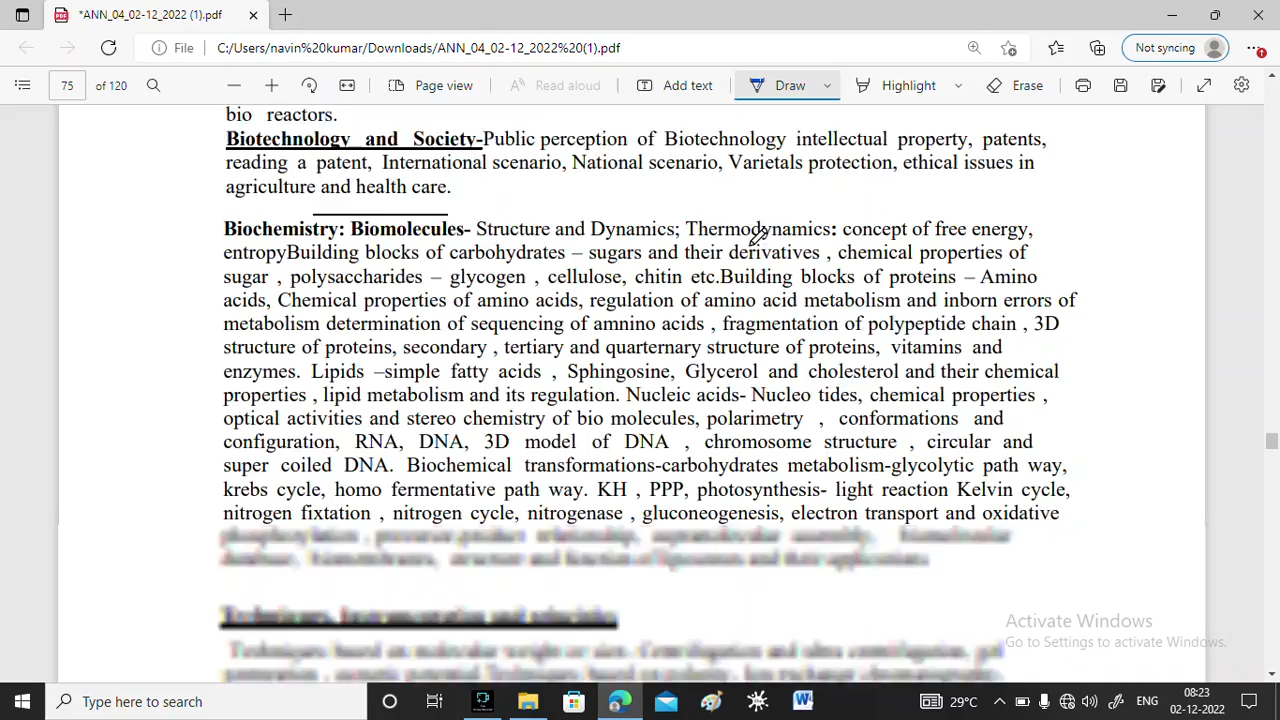 *ANN_04_02-12_2022 (1).pdf
File C:/Users/navin%20kumar/Downloads/ANN_04_02-12_2022%20(1).pdf Not syncing
75 of 120 Page view Read aloud Add text Draw Highlight Erase
bio reactors.
Biotechnology and Society-Public perception of Biotechnology intellectual property, patents,
reading a patent, International scenario, National scenario, Varietals protection, ethical issues in
agriculture and health care.
Biochemistry: Biomolecules- Structure and Dynamics; Thermodynamics: concept of free energy,
entropyBuilding blocks of carbohydrates – sugars and their derivatives , chemical properties of
sugar , polysaccharides – glycogen , cellulose, chitin etc.Building blocks of proteins – Amino
acids, Chemical properties of amino acids, regulation of amino acid metabolism and inborn errors of
metabolism determination of sequencing of amnino acids , fragmentation of polypeptide chain , 3D
structure of proteins, secondary , tertiary and quarternary structure of proteins, vitamins and
enzymes. Lipids –simple fatty acids , Sphingosine, Glycerol and cholesterol and their chemical
properties , lipid metabolism and its regulation. Nucleic acids- Nucleo tides, chemical properties ,
optical activities and stereo chemistry of bio molecules, polarimetry , conformations and
configuration, RNA, DNA, 3D model of DNA , chromosome structure , circular and
super coiled DNA. Biochemical transformations-carbohydrates metabolism-glycolytic path way,
krebs cycle, homo fermentative path way. KH , PPP, photosynthesis- light reaction Kelvin cycle,
nitrogen fixtation , nitrogen cycle, nitrogenase , gluconeogenesis, electron transport and oxidative
Activate Windows
Go to Settings to activate Windows.
Type here to search 29°C ENG 08:23
02-12-2022